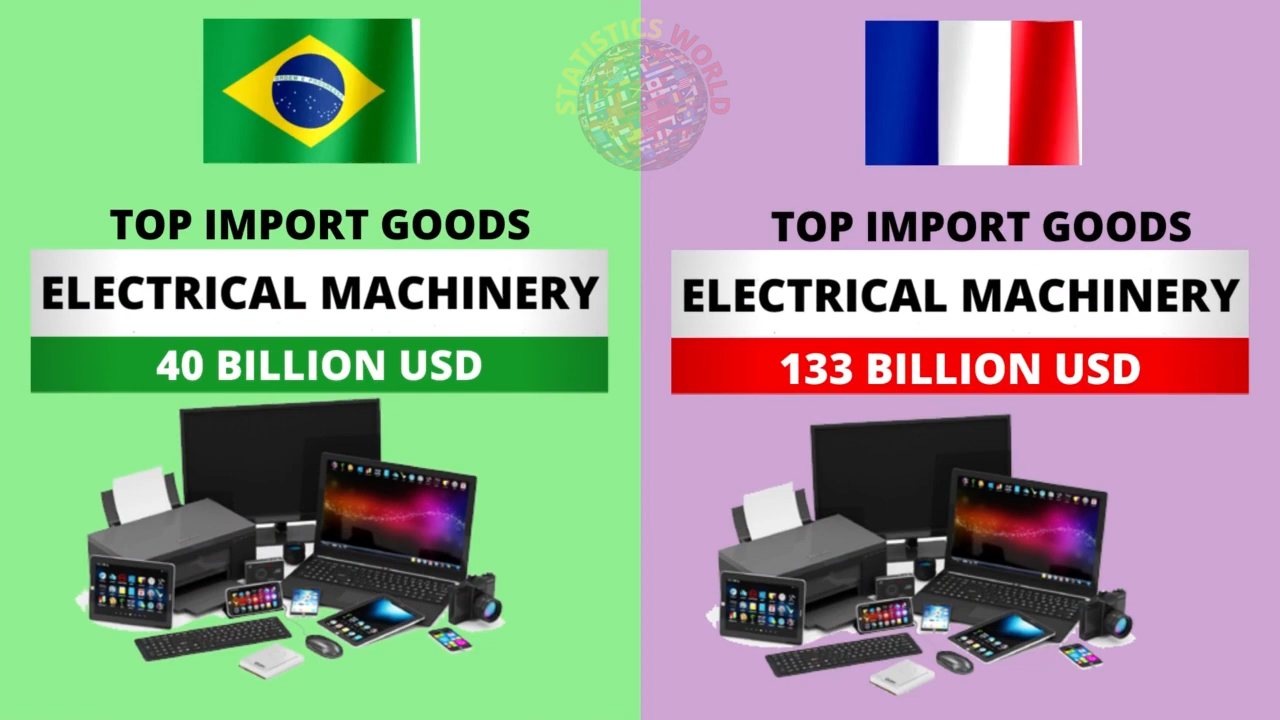 STATISTICS WORLD
TOP IMPORT GOODS
ELECTRICAL MACHINERY
40 BILLION USD
TOP IMPORT GOODS
ELECTRICAL MACHINERY
133 BILLION USD